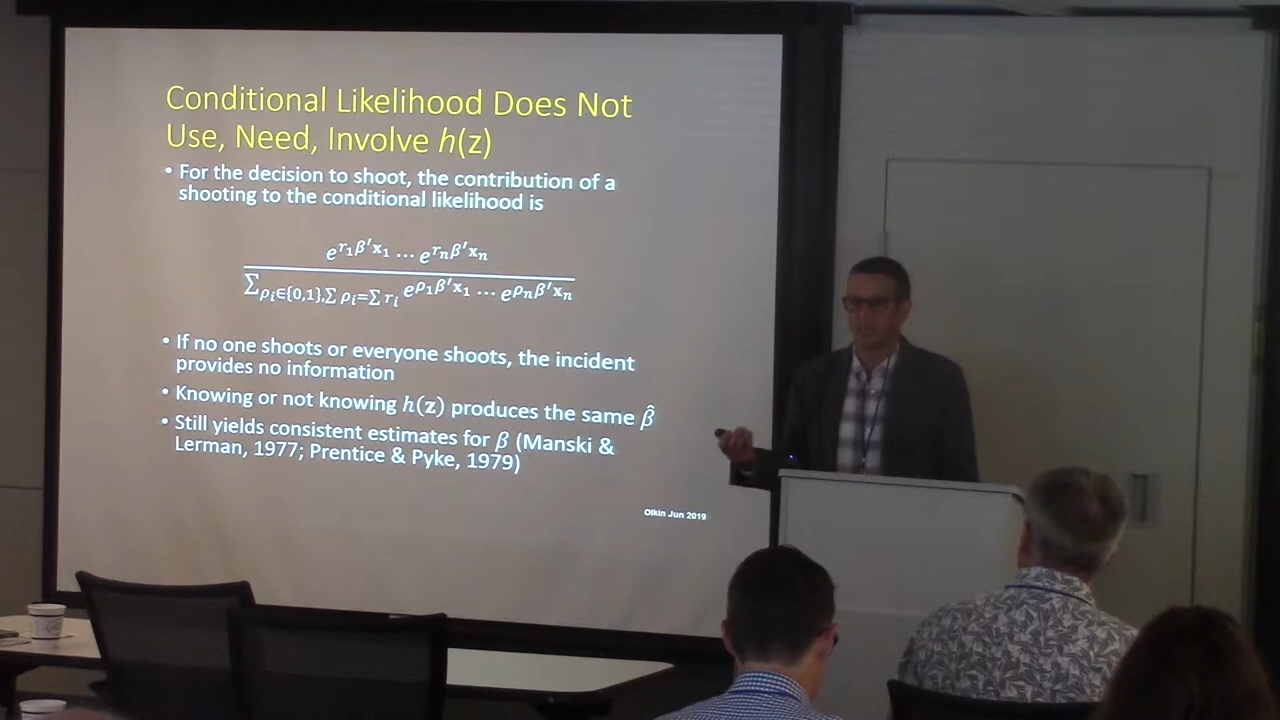 Conditional Likelihood Does Not
Use, Need, Involve h(z)
• For the decision to shoot, the contribution of a
shooting to the conditional likelihood is
e^{r₁β′x₁} ⋯ e^{rₙβ′xₙ}
∑_{ρᵢ∈{0,1},∑ρᵢ=∑rᵢ} e^{ρ₁β′x₁} ⋯ e^{ρₙβ′xₙ}
• If no one shoots or everyone shoots, the incident
provides no information
• Knowing or not knowing h(z) produces the same β̂
• Still yields consistent estimates for β (Manski &
Lerman, 1977; Prentice & Pyke, 1979)
Olkin Jun 2019